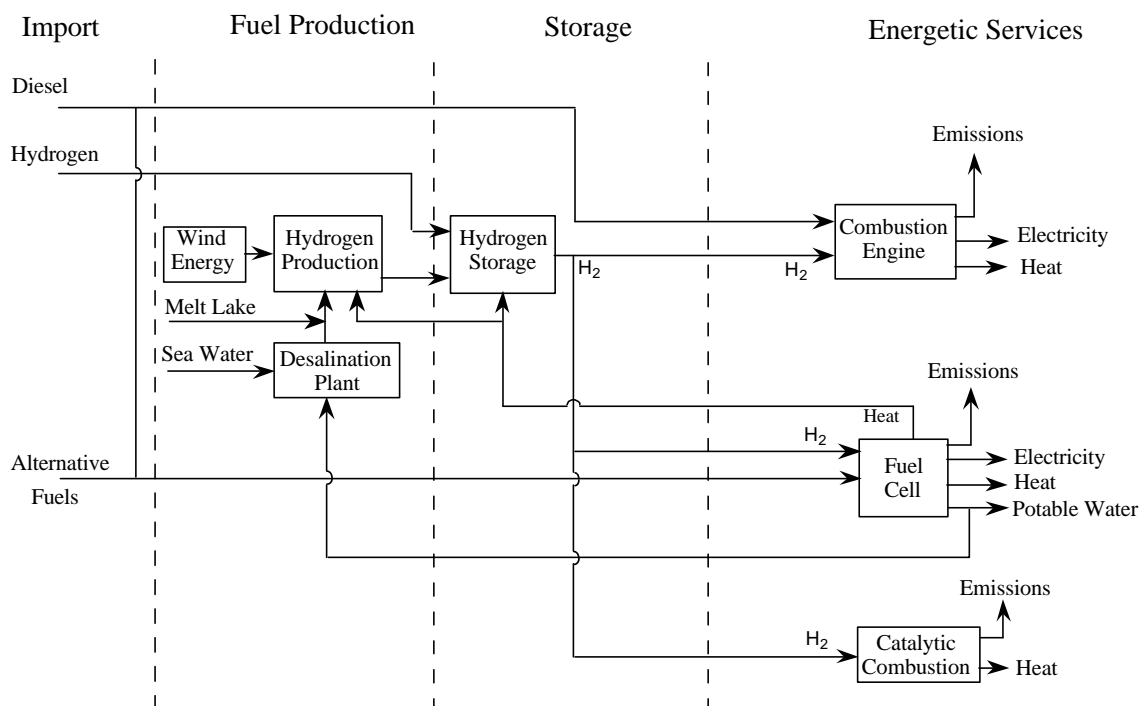 Import
Fuel Production
Storage
Energetic Services
Diesel
Emissions
Hydrogen
Wind
Energy
Hydrogen
Production
Hydrogen
Storage
H2
H2
Combustion
Engine
Electricity
Heat
Melt Lake
Sea Water
Desalination
Plant
Emissions
Heat
H2
Alternative
Fuels
Fuel
Cell
Electricity
Heat
Potable Water
Emissions
H2
Catalytic
Combustion
Heat